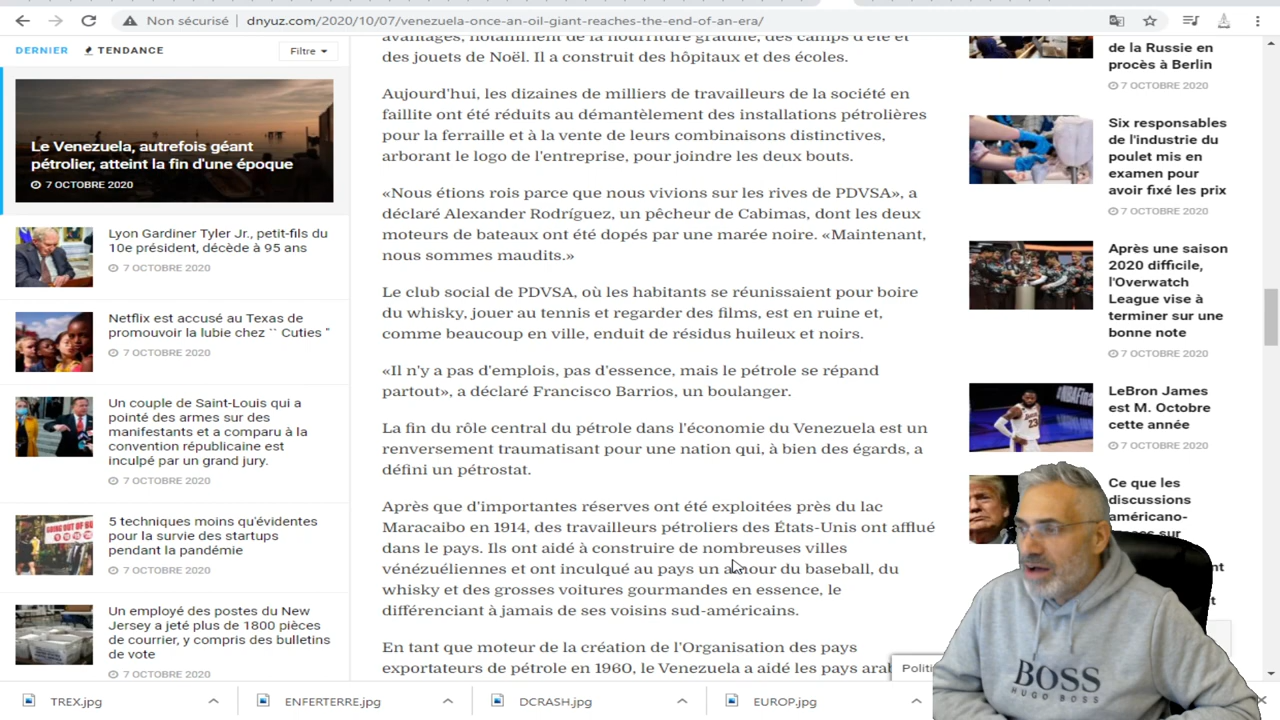 Non sécurisé | dnyuz.com/2020/10/07/venezuela-once-an-oil-giant-reaches-the-end-of-an-era/
DERNIER
TENDANCE
Filtre
Le Venezuela, autrefois géant
pétrolier, atteint la fin d'une époque
7 OCTOBRE 2020
Lyon Gardiner Tyler Jr., petit-fils du
10e président, décède à 95 ans
7 OCTOBRE 2020
Netflix est accusé au Texas de
promouvoir la lubie chez `` Cuties "
7 OCTOBRE 2020
Un couple de Saint-Louis qui a
pointé des armes sur des
manifestants et a comparu à la
convention républicaine est
inculpé par un grand jury.
7 OCTOBRE 2020
5 techniques moins qu'évidentes
pour la survie des startups
pendant la pandémie
7 OCTOBRE 2020
Un employé des postes du New
Jersey a jeté plus de 1800 pièces
de courrier, y compris des bulletins
de vote
7 OCTOBRE 2020
avantages, notamment de la nourriture gratuite, des camps d'été et
des jouets de Noël. Il a construit des hôpitaux et des écoles.
Aujourd'hui, les dizaines de milliers de travailleurs de la société en
faillite ont été réduits au démantèlement des installations pétrolières
pour la ferraille et à la vente de leurs combinaisons distinctives,
arborant le logo de l'entreprise, pour joindre les deux bouts.
«Nous étions rois parce que nous vivions sur les rives de PDVSA», a
déclaré Alexander Rodríguez, un pêcheur de Cabimas, dont les deux
moteurs de bateaux ont été dopés par une marée noire. «Maintenant,
nous sommes maudits.»
Le club social de PDVSA, où les habitants se réunissaient pour boire
du whisky, jouer au tennis et regarder des films, est en ruine et,
comme beaucoup en ville, enduit de résidus huileux et noirs.
«Il n'y a pas d'emplois, pas d'essence, mais le pétrole se répand
partout», a déclaré Francisco Barrios, un boulanger.
La fin du rôle central du pétrole dans l'économie du Venezuela est un
renversement traumatisant pour une nation qui, à bien des égards, a
défini un pétrostat.
Après que d'importantes réserves ont été exploitées près du lac
Maracaibo en 1914, des travailleurs pétroliers des États-Unis ont afflué
dans le pays. Ils ont aidé à construire de nombreuses villes
vénézuéliennes et ont inculqué au pays un amour du baseball, du
whisky et des grosses voitures gourmandes en essence, le
différenciant à jamais de ses voisins sud-américains.
En tant que moteur de la création de l'Organisation des pays
exportateurs de pétrole en 1960, le Venezuela a aidé les pays
de la Russie en
procès à Berlin
7 OCTOBRE 2020
Six responsables
de l'industrie du
poulet mis en
examen pour
avoir fixé les prix
7 OCTOBRE 2020
Après une saison
2020 difficile,
l'Overwatch
League vise à
terminer sur une
bonne note
7 OCTOBRE 2020
LeBron James
est M. Octobre
cette année
7 OCTOBRE 2020
Ce que les
discussions
américano-
BOSS
HUGO BOSS
TREX.jpg
ENFERTERRE.jpg
DCRASH.jpg
EUROP.jpg